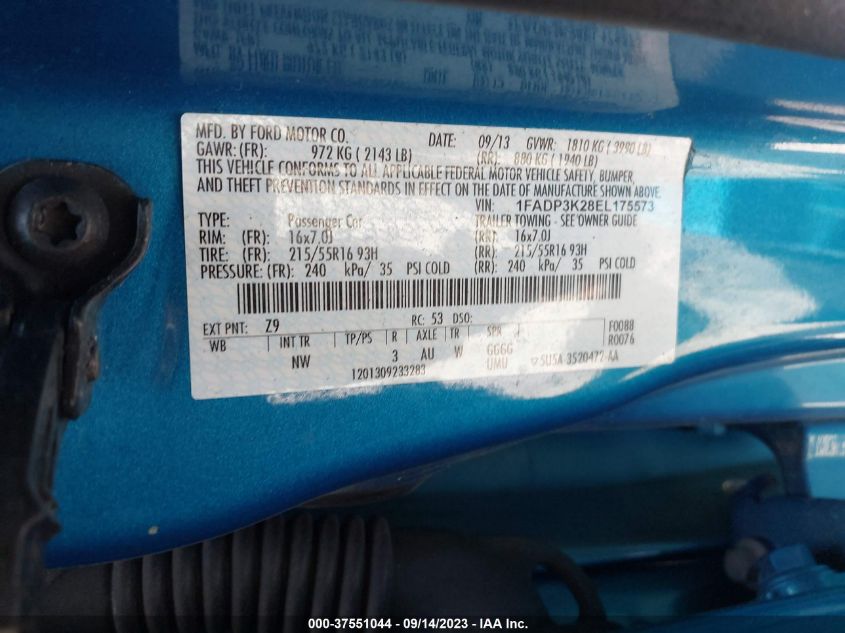 MFD. BY FORD MOTOR CO.
DATE: 09/13 GVWR: 1810 KG ( 3990 LB)
GAWR: (FR): 972 KG ( 2143 LB) (RR): 880 KG ( 1940 LB)
THIS VEHICLE CONFORMS TO ALL APPLICABLE FEDERAL MOTOR VEHICLE SAFETY, BUMPER,
AND THEFT PREVENTION STANDARDS IN EFFECT ON THE DATE OF MANUFACTURE SHOWN ABOVE.
VIN: 1FADP3K28EL175573
TYPE: Passenger Car TRAILER TOWING - SEE OWNER GUIDE
RIM: (FR): 16x7.0J (RR): 16x7.0J
TIRE: (FR): 215/55R16 93H (RR): 215/55R16 93H
PRESSURE: (FR): 240 kPa/ 35 PSI COLD (RR): 240 kPa/ 35 PSI COLD
EXT PNT: Z9 RC: 53 DSO: F0088
WB INT TR TP/PS R AXLE TR SPR R0076
NW 3 AU W GGGG
UMU 5U5A 3520472-AA
1201309233283
000-37551044 - 09/14/2023 - IAA Inc.